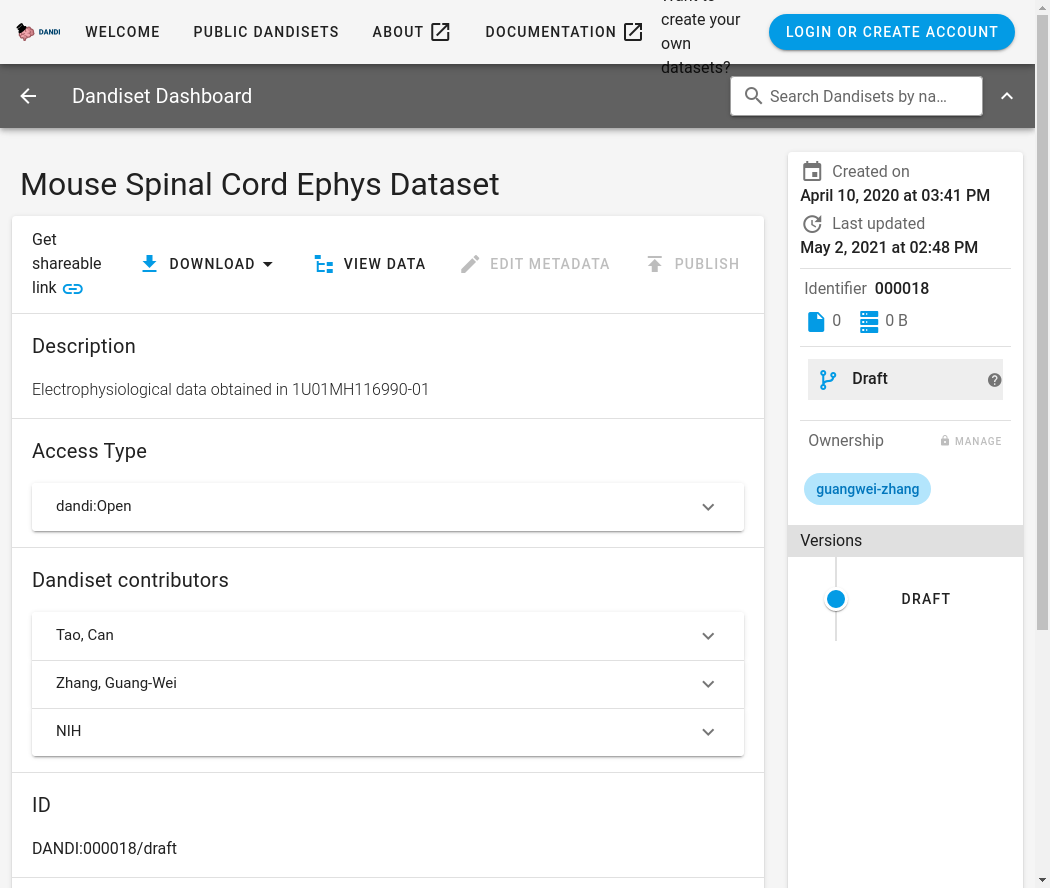 DANDI
WELCOME
PUBLIC DANDISETS
ABOUT
DOCUMENTATION
create your
own
datasets?
LOGIN OR CREATE ACCOUNT
Dandiset Dashboard
Search Dandisets by na…
Mouse Spinal Cord Ephys Dataset
Get
shareable
link
DOWNLOAD
VIEW DATA
EDIT METADATA
PUBLISH
Description
Electrophysiological data obtained in 1U01MH116990-01
Access Type
dandi:Open
Dandiset contributors
Tao, Can
Zhang, Guang-Wei
NIH
ID
DANDI:000018/draft
Created on
April 10, 2020 at 03:41 PM
Last updated
May 2, 2021 at 02:48 PM
Identifier 000018
0 0 B
Draft
Ownership
MANAGE
guangwei-zhang
Versions
DRAFT